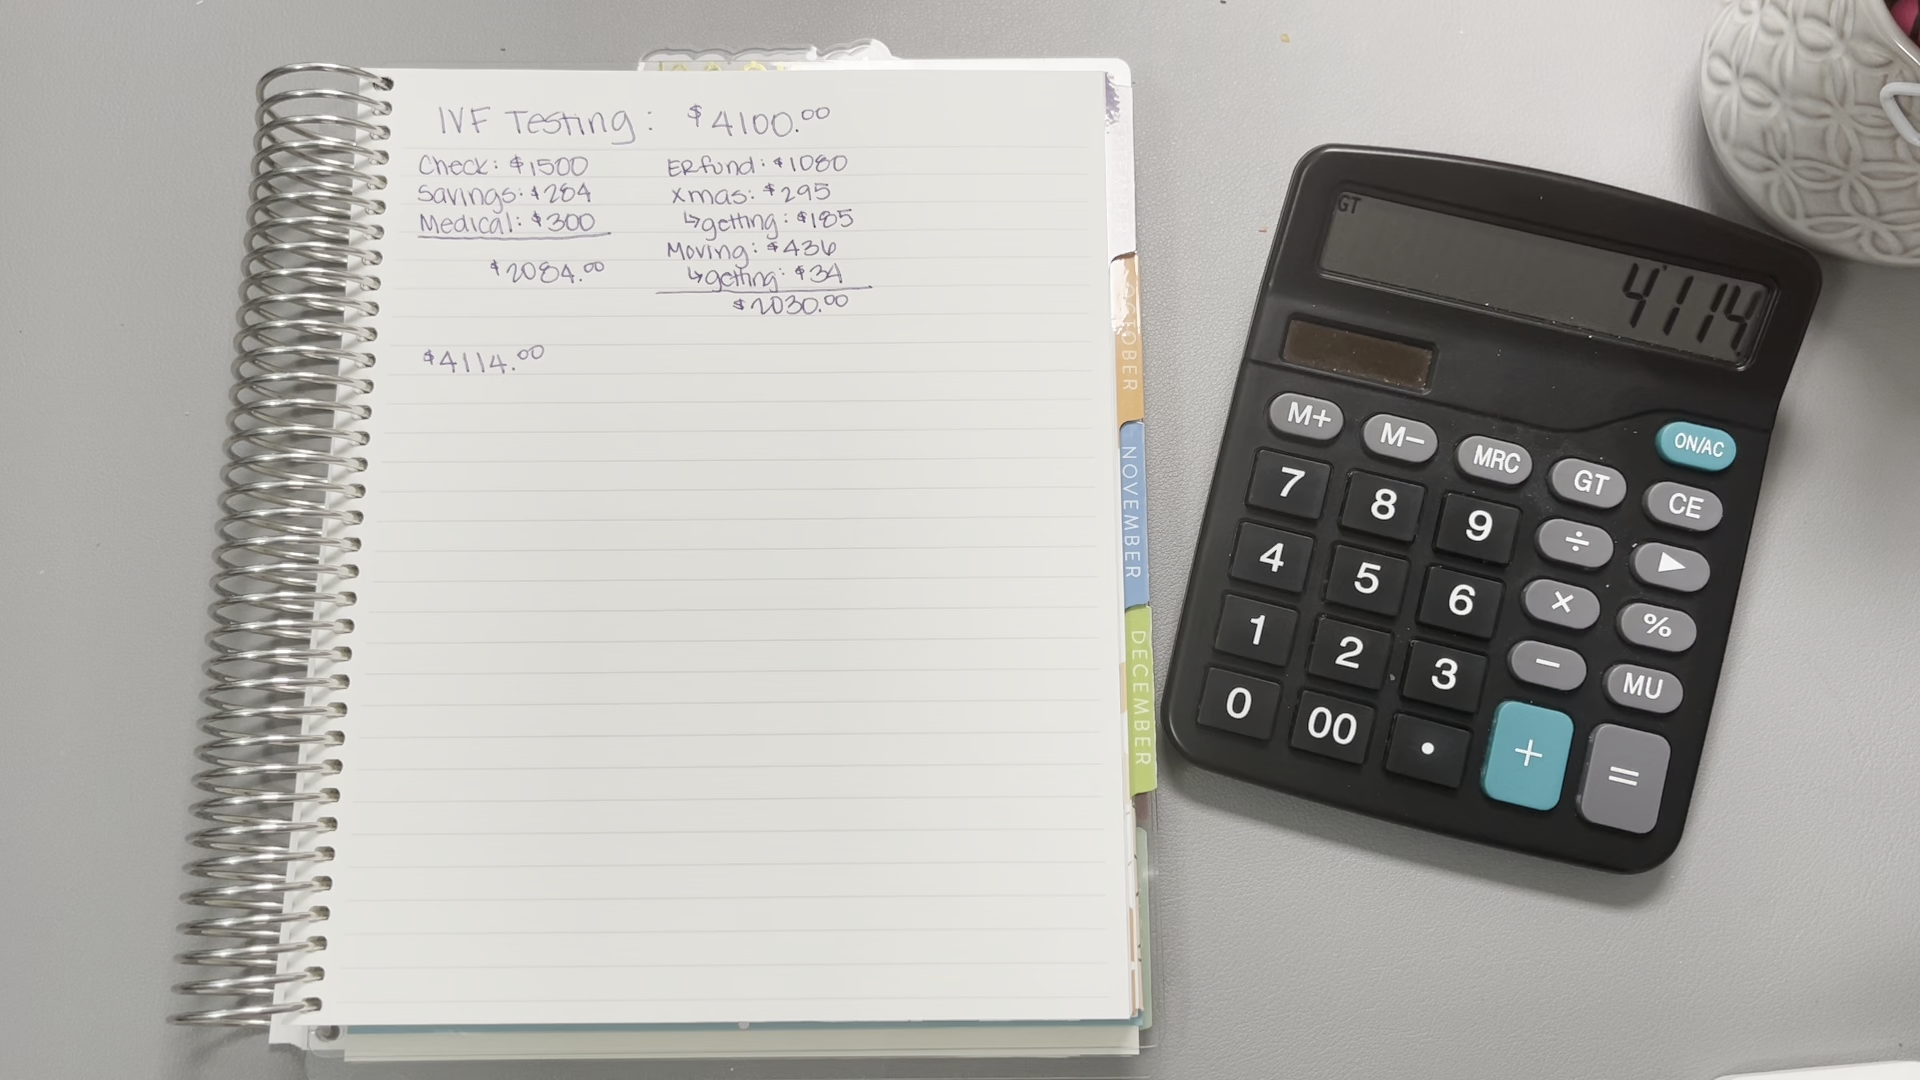 IVF Testing: $4100.00
Check: $1500
Savings: $284
Medical: $300
$2084.00
ERfund: $1080
Xmas: $295
↳getting: $185
Moving: $436
↳getting: $34
$2030.00
$4114.00
OBER
NOVEMBER
DECEMBER
GT
4114
M+ M− MRC GT ON/AC
7 8 9 ÷ CE
4 5 6 × ▶
1 2 3 − %
0 00 • + = MU